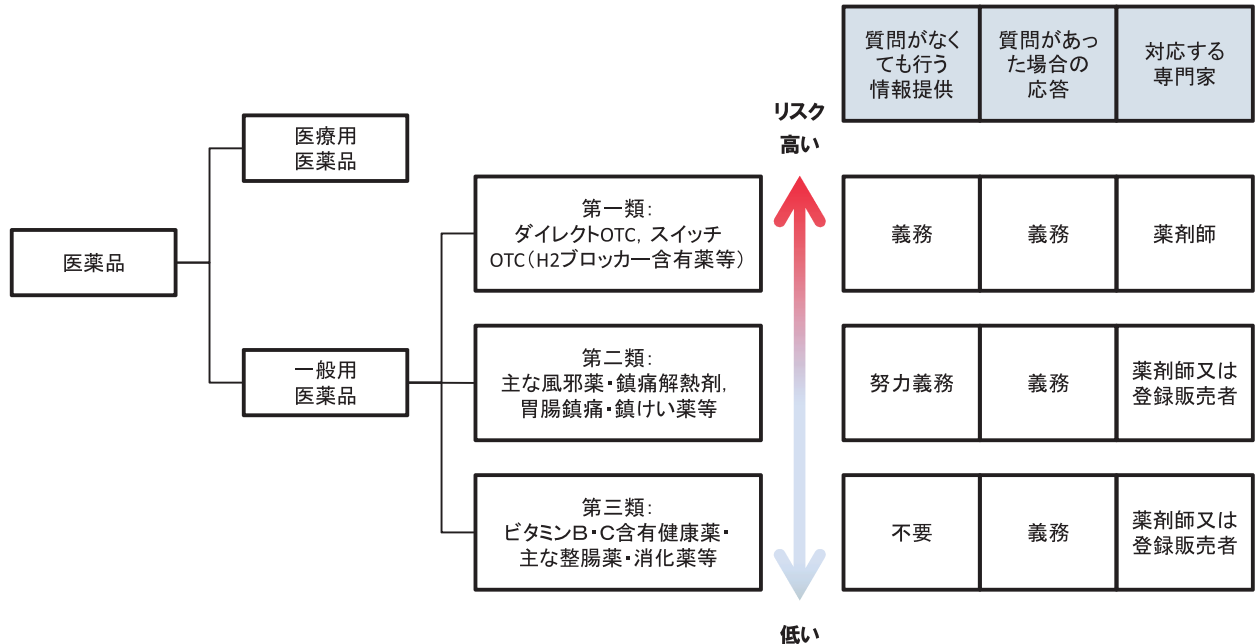 質問がなく
ても行う
情報提供
質問があっ
た場合の
応答
対応する
専門家
リスク
高い
医療用
医薬品
医薬品
一般用
医薬品
第一類：
ダイレクトOTC，スイッチ
OTC（H2ブロッカー含有薬等）
義務
義務
薬剤師
第二類：
主な風邪薬・鎮痛解熱剤，
胃腸鎮痛・鎮けい薬等
努力義務
義務
薬剤師又は
登録販売者
第三類：
ビタミンＢ・Ｃ含有健康薬・
主な整腸薬・消化薬等
不要
義務
薬剤師又は
登録販売者
低い